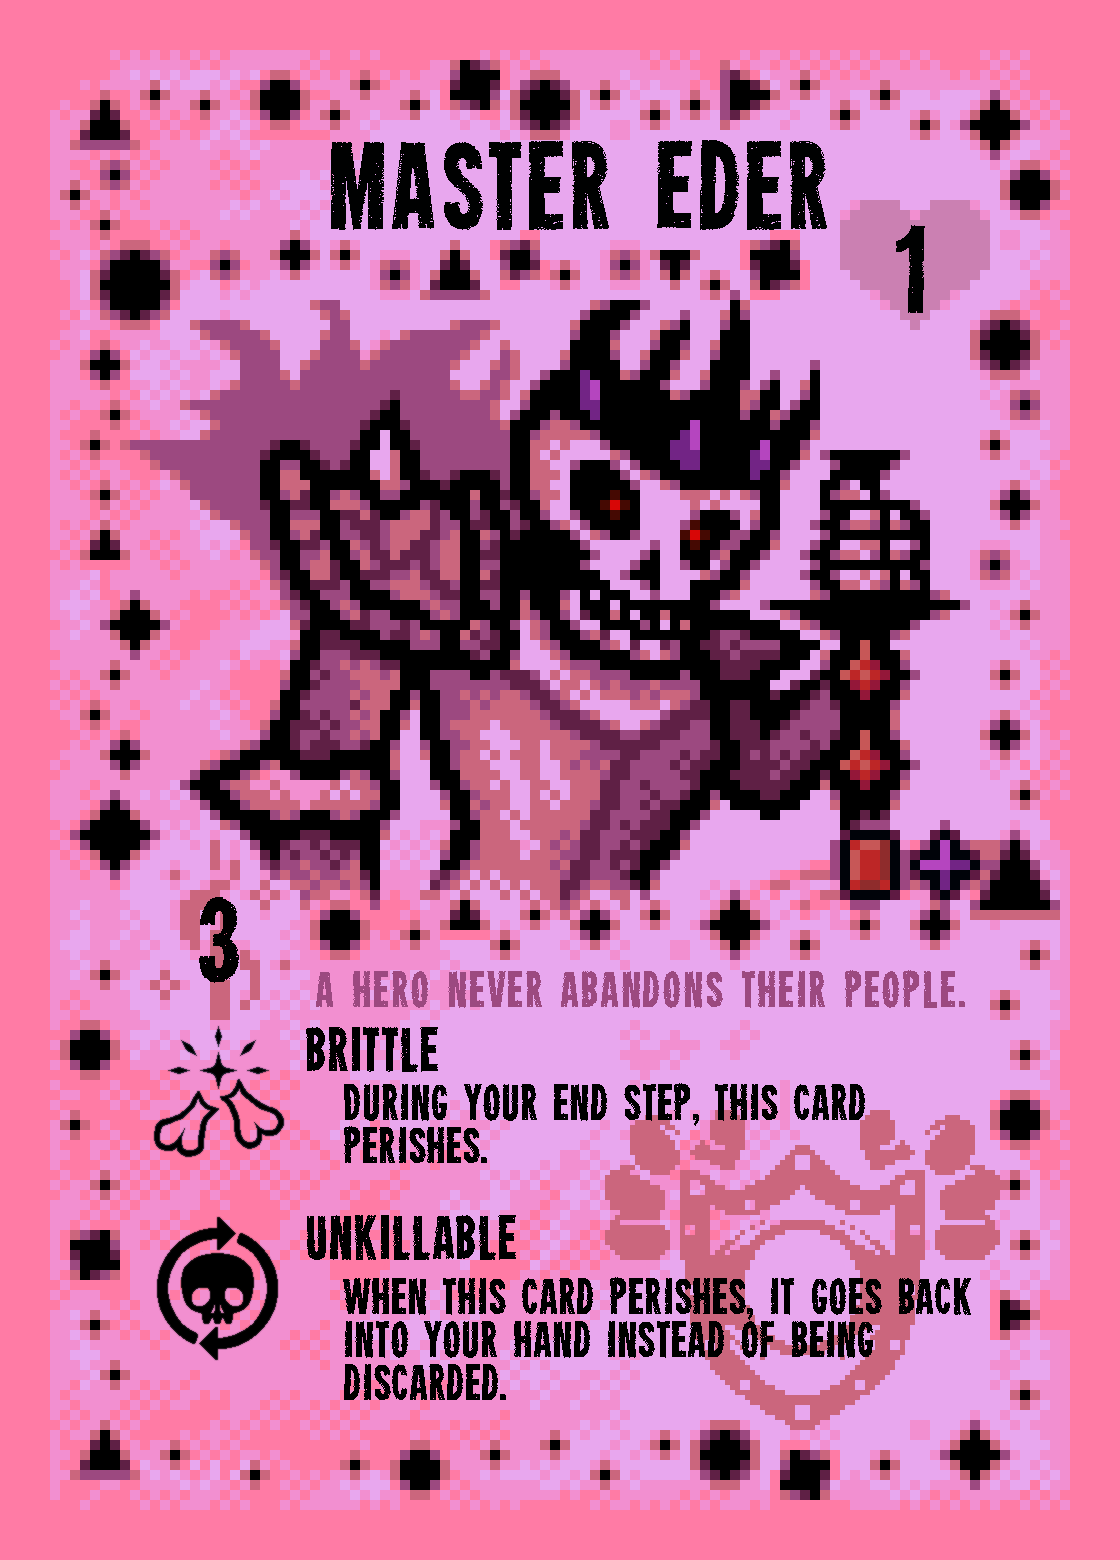 MASTER EDER
1
3
A HERO NEVER ABANDONS THEIR PEOPLE.
BRITTLE
DURING YOUR END STEP, THIS CARD
PERISHES.
UNKILLABLE
WHEN THIS CARD PERISHES, IT GOES BACK
INTO YOUR HAND INSTEAD OF BEING
DISCARDED.